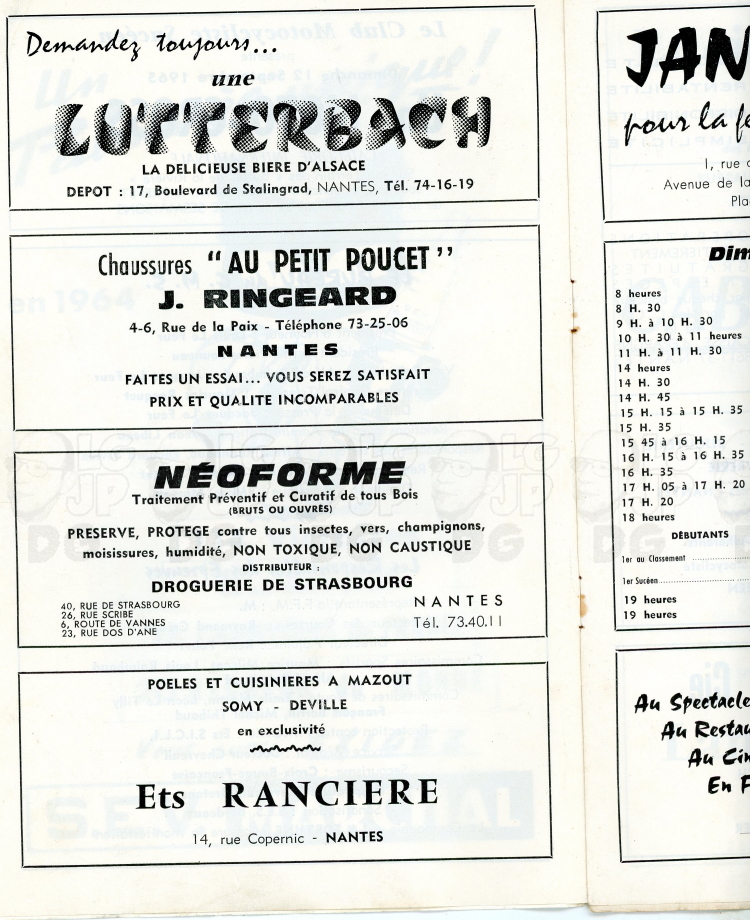 Demandez toujours...
une
LUTTERBACH
LA DELICIEUSE BIERE D'ALSACE
DEPOT : 17, Boulevard de Stalingrad, NANTES, Tél. 74-16-19
Chaussures "AU PETIT POUCET"
J. RINGEARD
4-6, Rue de la Paix - Téléphone 73-25-06
NANTES
FAITES UN ESSAI... VOUS SEREZ SATISFAIT
PRIX ET QUALITE INCOMPARABLES
NÉOFORME
Traitement Préventif et Curatif de tous Bois
(BRUTS OU OUVRES)
PRESERVE, PROTEGE contre tous insectes, vers, champignons,
moisissures, humidité, NON TOXIQUE, NON CAUSTIQUE
DISTRIBUTEUR :
DROGUERIE DE STRASBOURG
40, RUE DE STRASBOURG
26, RUE SCRIBE
6, ROUTE DE VANNES
23, RUE DOS D'ANE
NANTES
Tél. 73.40.11
POELES ET CUISINIERES A MAZOUT
SOMY - DEVILLE
en exclusivité
Ets RANCIERE
14, rue Copernic - NANTES
JAN
pour la fe
1, rue
Avenue de la
Pla
Dim
8 heures
8 H. 30
9 H. à 10 H. 30
10 H. 30 à 11 heures
11 H. à 11 H. 30
14 heures
14 H. 30
14 H. 45
15 H. 15 à 15 H. 35
15 H. 35
15 45 à 16 H. 15
16 H. 15 à 16 H. 35
16 H. 35
17 H. 05 à 17 H. 20
17 H. 20
18 heures
DÉBUTANTS
1er au Classement
1er Sucéen
19 heures
19 heures
Au Spectacle
Au Restau
Au Cin
En F
LG
JP
DG